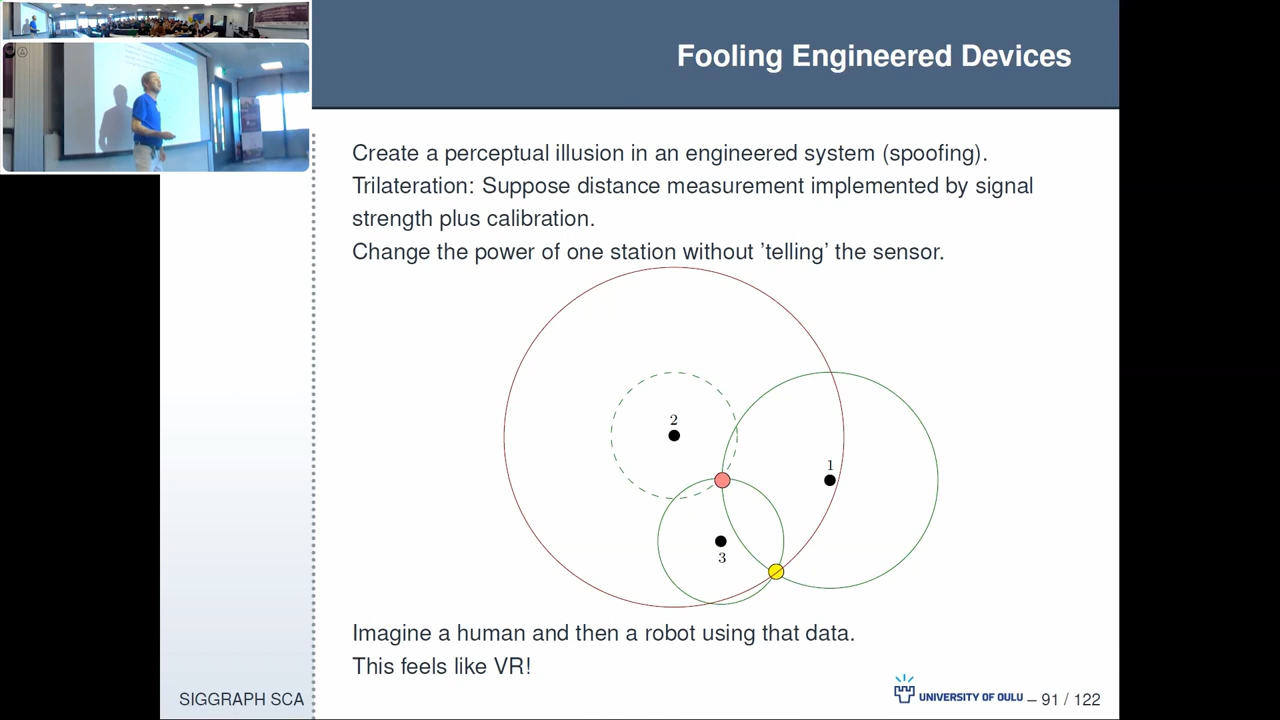 Fooling Engineered Devices
Create a perceptual illusion in an engineered system (spoofing).
Trilateration: Suppose distance measurement implemented by signal
strength plus calibration.
Change the power of one station without ’telling’ the sensor.
2
1
3
Imagine a human and then a robot using that data.
This feels like VR!
SIGGRAPH SCA
UNIVERSITY OF OULU – 91 / 122